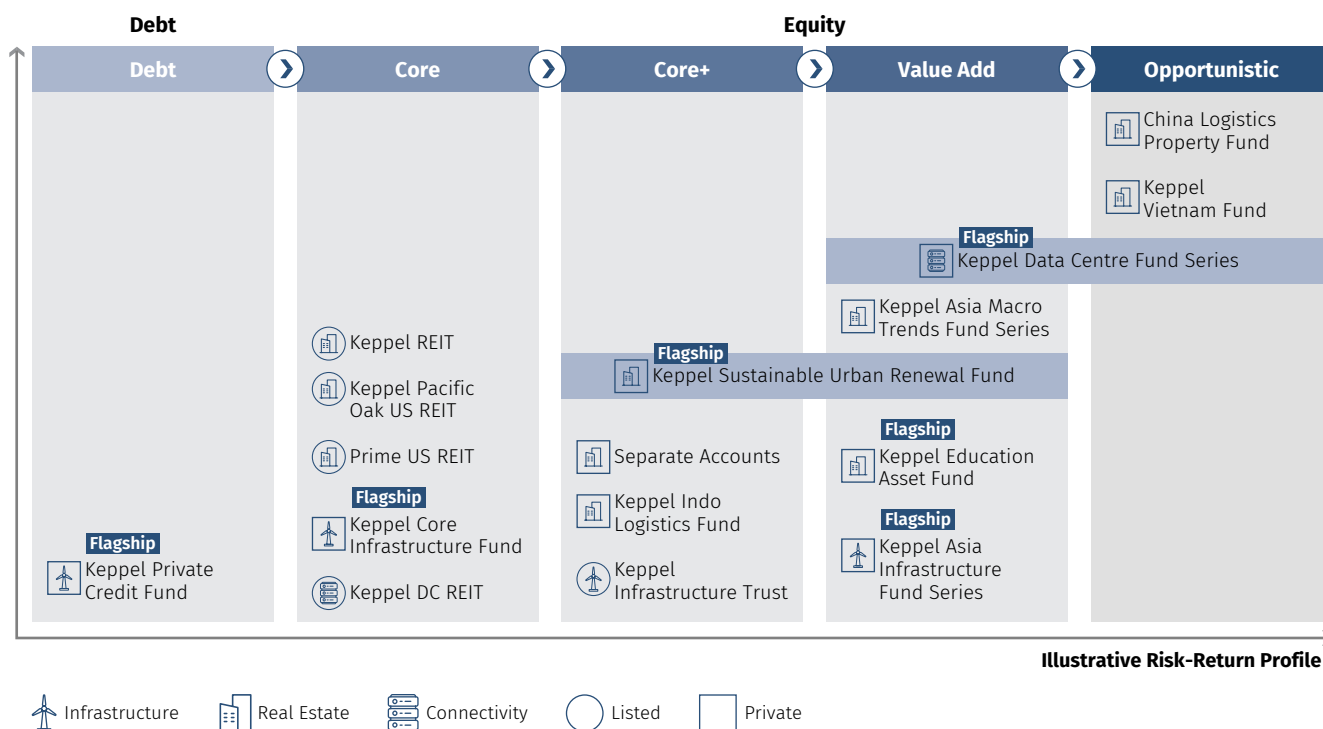 Debt
Equity
Debt
Core
Core+
Value Add
Opportunistic
China Logistics
Property Fund
Keppel
Vietnam Fund
Flagship
Keppel Data Centre Fund Series
Keppel Asia Macro
Trends Fund Series
Keppel REIT
Flagship
Keppel Sustainable Urban Renewal Fund
Keppel Pacific
Oak US REIT
Flagship
Keppel Education
Asset Fund
Prime US REIT
Separate Accounts
Flagship
Keppel Core
Infrastructure Fund
Keppel Indo
Logistics Fund
Flagship
Keppel Asia
Infrastructure
Fund Series
Flagship
Keppel Private
Credit Fund
Keppel DC REIT
Keppel
Infrastructure Trust
Illustrative Risk-Return Profile
Infrastructure
Real Estate
Connectivity
Listed
Private